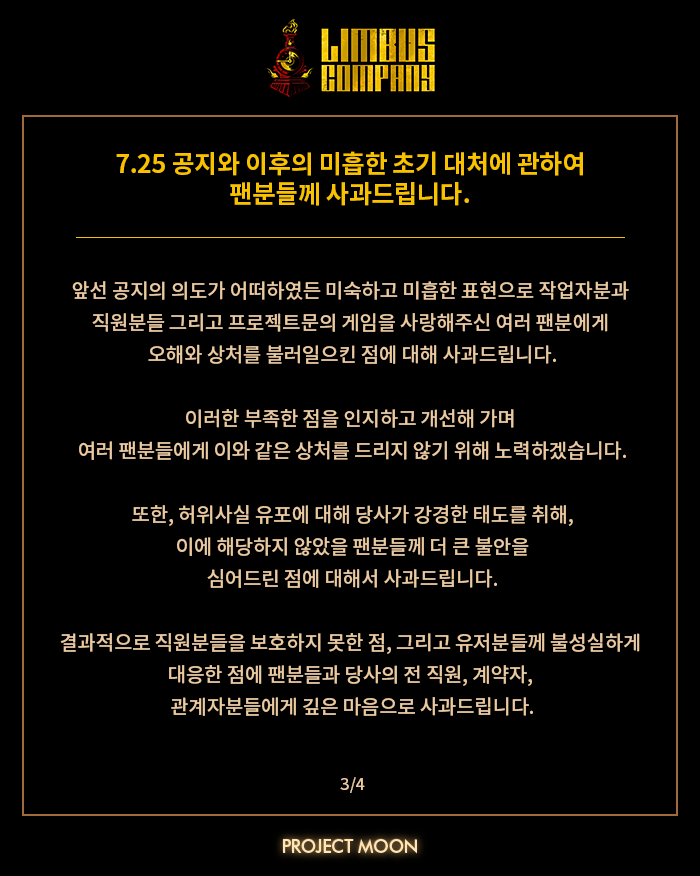 LIMBUS
COMPANY
7.25 공지와 이후의 미흡한 초기 대처에 관하여
팬분들께 사과드립니다.
앞선 공지의 의도가 어떠하였든 미숙하고 미흡한 표현으로 작업자분과
직원분들 그리고 프로젝트문의 게임을 사랑해주신 여러 팬분에게
오해와 상처를 불러일으킨 점에 대해 사과드립니다.
이러한 부족한 점을 인지하고 개선해 가며
여러 팬분들에게 이와 같은 상처를 드리지 않기 위해 노력하겠습니다.
또한, 허위사실 유포에 대해 당사가 강경한 태도를 취해,
이에 해당하지 않았을 팬분들께 더 큰 불안을
심어드린 점에 대해서 사과드립니다.
결과적으로 직원분들을 보호하지 못한 점, 그리고 유저분들께 불성실하게
대응한 점에 팬분들과 당사의 전 직원, 계약자,
관계자분들에게 깊은 마음으로 사과드립니다.
3/4
PROJECT MOON